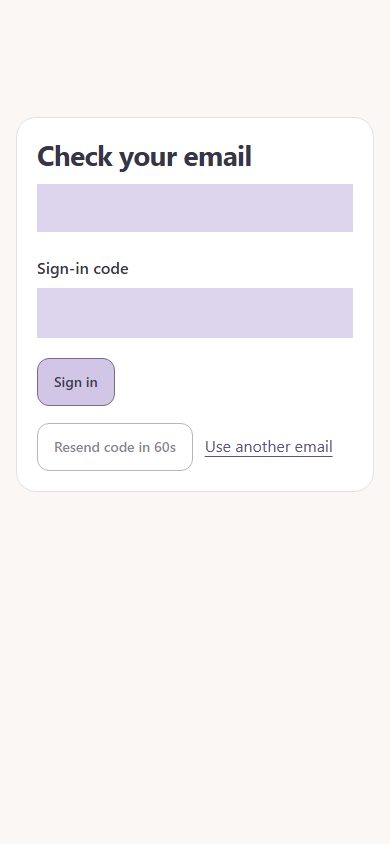 Check your email
Sign-in code
Sign in
Resend code in 60s
Use another email